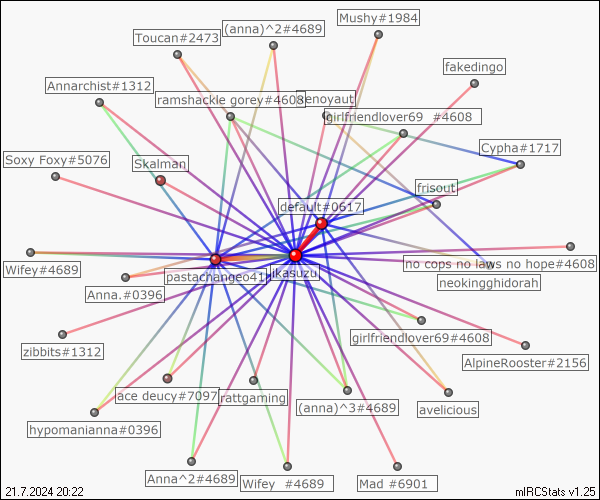 Mushy#1984
(anna)^2#4689
Toucan#2473
fakedingo
Annarchist#1312
ramshackle gorey#4608
enoyaut
girlfriendlover69 #4608
Cypha#1717
Soxy Foxy#5076
Skalman
frisout
default#0617
Wifey#4689
pastachangeo41
ikasuzu
no cops no laws no hope#4608
neokingghidorah
Anna.#0396
zibbits#1312
girlfriendlover69#4608
AlpineRooster#2156
ace deucy#7097
rattgaming
(anna)^3#4689
avelicious
hypomanianna#0396
Anna^2#4689
Wifey #4689
Mad #6901
21.7.2024 20:22
mIRCStats v1.25